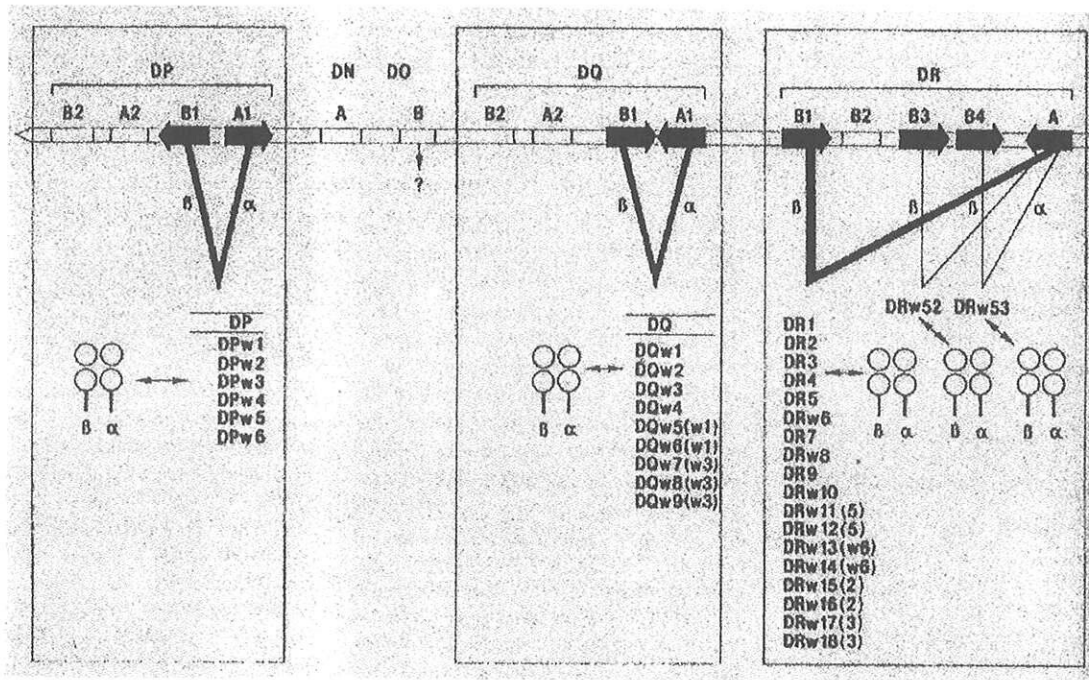 DP DN DO DQ DR
B2 A2 B1 A1 A B B2 A2 B1 A1 B1 B2 B3 B4 A
?
β α β α β β β α
DRw52 DRw53
DP
DPw1
DPw2
DPw3
DPw4
DPw5
DPw6
β α
DQ
DQw1
DQw2
DQw3
DQw4
DQw5(w1)
DQw6(w1)
DQw7(w3)
DQw8(w3)
DQw9(w3)
β α
DR1
DR2
DR3
DR4
DR5
DRw6
DR7
DRw8
DR9
DRw10
DRw11(5)
DRw12(5)
DRw13(w6)
DRw14(w6)
DRw15(2)
DRw16(2)
DRw17(3)
DRw18(3)
β α β α β α